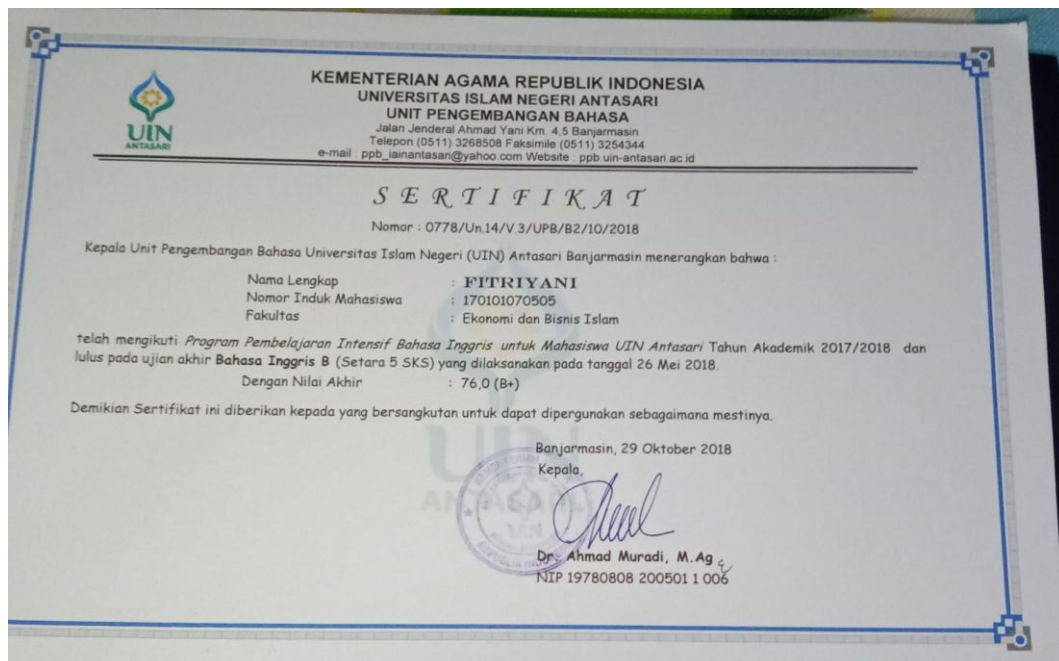 KEMENTERIAN AGAMA REPUBLIK INDONESIA
UNIVERSITAS ISLAM NEGERI ANTASARI
UNIT PENGEMBANGAN BAHASA
Jalan Jenderal Ahmad Yani Km. 4,5 Banjarmasin
Telepon (0511) 3268508 Faksimile (0511) 3254344
e-mail : ppb_iainantasari@yahoo.com Website : ppb.uin-antasari.ac.id
UIN
ANTASARI
SERTIFIKAT
Nomor : 0778/Un.14/V.3/UPB/B2/10/2018
Kepala Unit Pengembangan Bahasa Universitas Islam Negeri (UIN) Antasari Banjarmasin menerangkan bahwa :
Nama Lengkap : FITRIYANI
Nomor Induk Mahasiswa : 170101070505
Fakultas : Ekonomi dan Bisnis Islam
telah mengikuti Program Pembelajaran Intensif Bahasa Inggris untuk Mahasiswa UIN Antasari Tahun Akademik 2017/2018 dan
lulus pada ujian akhir Bahasa Inggris B (Setara 5 SKS) yang dilaksanakan pada tanggal 26 Mei 2018.
Dengan Nilai Akhir : 76,0 (B+)
Demikian Sertifikat ini diberikan kepada yang bersangkutan untuk dapat dipergunakan sebagaimana mestinya.
UIN
ANTASARI
Banjarmasin, 29 Oktober 2018
Kepala,
Dr. Ahmad Muradi, M.Ag
NIP 19780808 200501 1 006